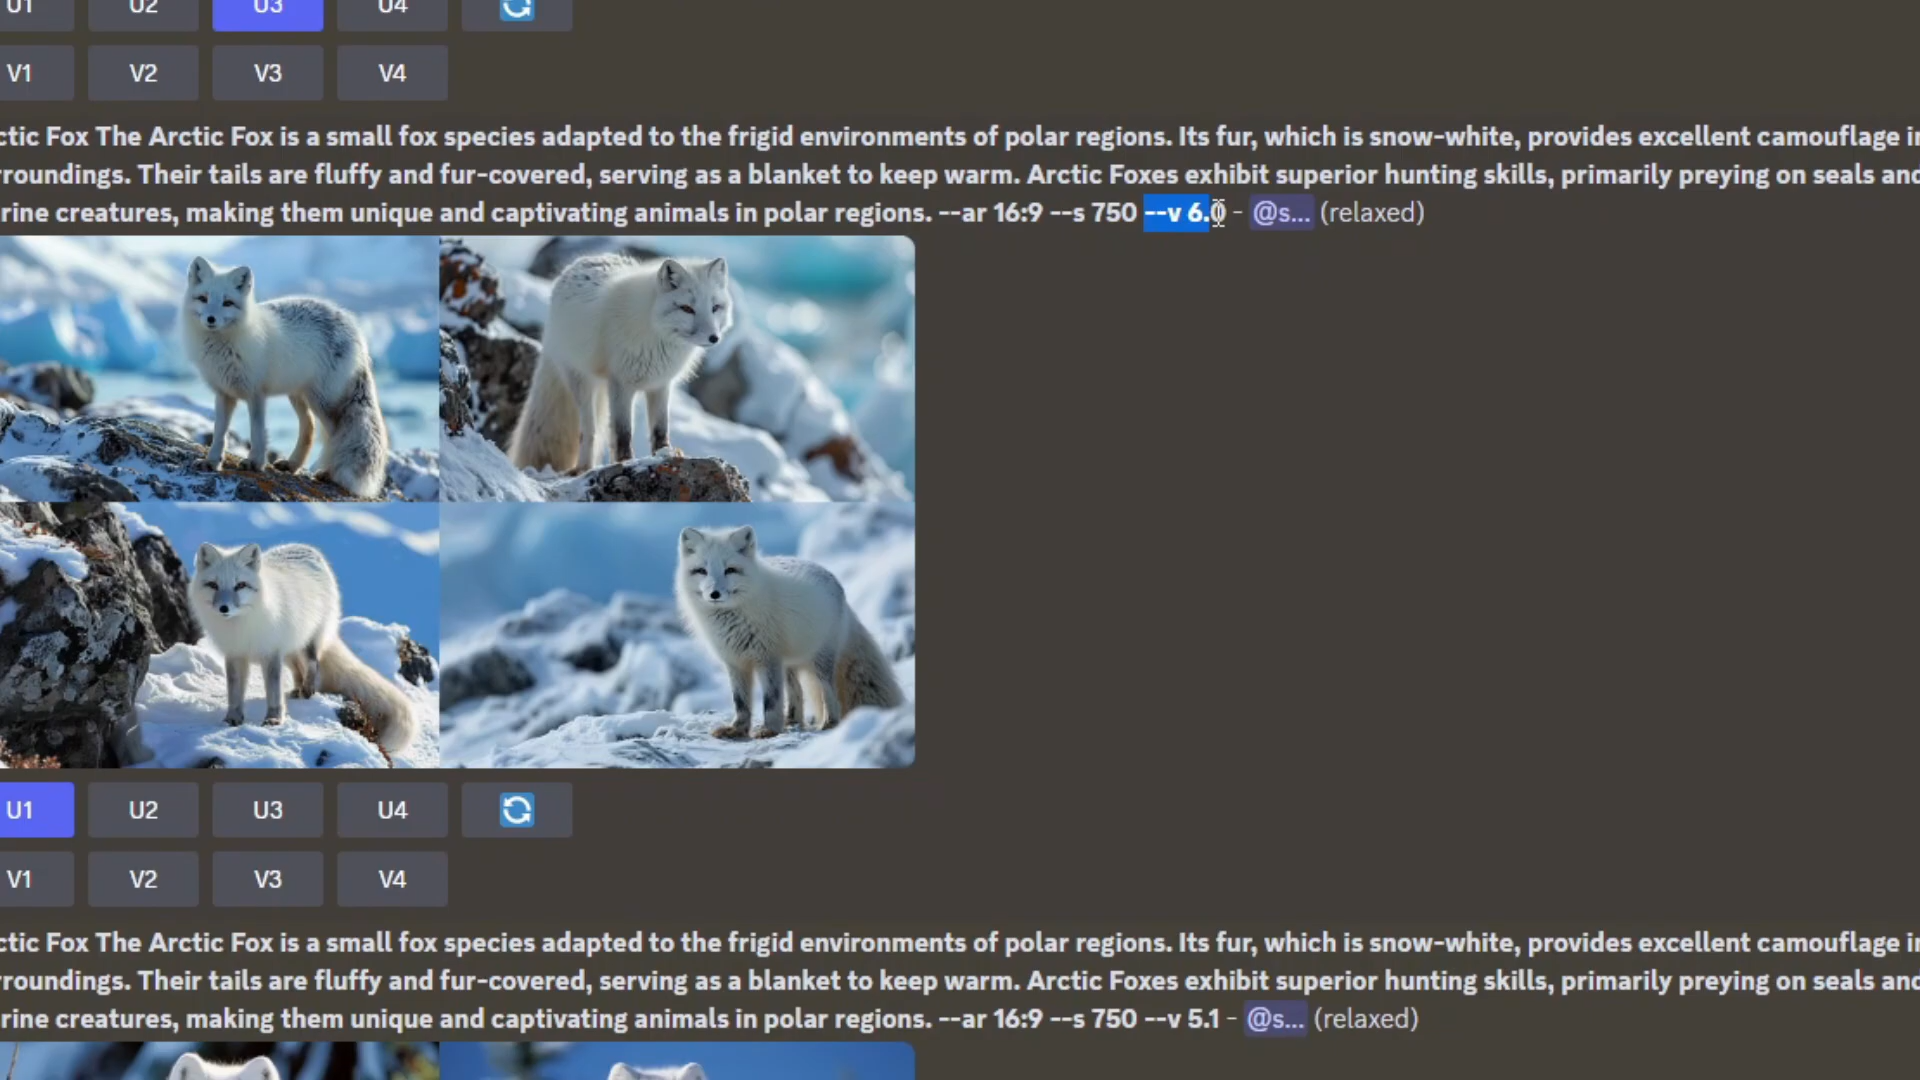 U1 U2 U3 U4
V1 V2 V3 V4
ctic Fox The Arctic Fox is a small fox species adapted to the frigid environments of polar regions. Its fur, which is snow-white, provides excellent camouflage in
roundings. Their tails are fluffy and fur-covered, serving as a blanket to keep warm. Arctic Foxes exhibit superior hunting skills, primarily preying on seals and
rine creatures, making them unique and captivating animals in polar regions. --ar 16:9 --s 750 --v 6.0 - @s... (relaxed)
U1 U2 U3 U4
V1 V2 V3 V4
ctic Fox The Arctic Fox is a small fox species adapted to the frigid environments of polar regions. Its fur, which is snow-white, provides excellent camouflage in
roundings. Their tails are fluffy and fur-covered, serving as a blanket to keep warm. Arctic Foxes exhibit superior hunting skills, primarily preying on seals and
rine creatures, making them unique and captivating animals in polar regions. --ar 16:9 --s 750 --v 5.1 - @s... (relaxed)